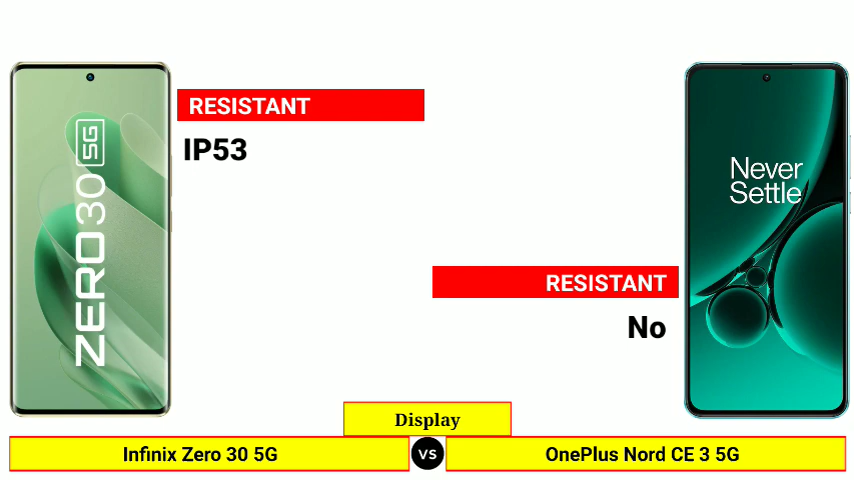 RESISTANT
IP53
ZERO 30 5G
Never
Settle
RESISTANT
No
Display
Infinix Zero 30 5G
VS
OnePlus Nord CE 3 5G